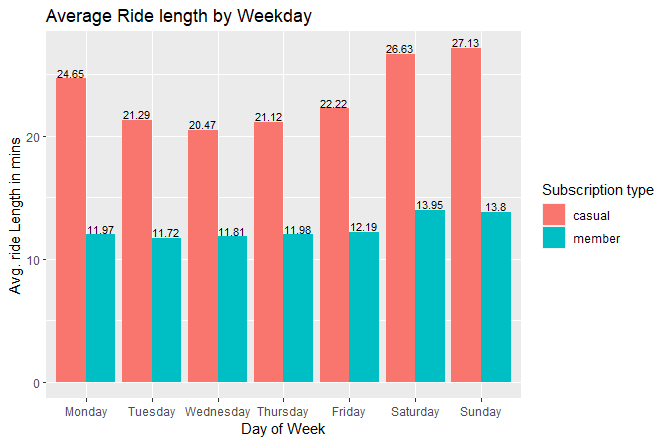 Average Ride length by Weekday
Avg. ride Length in mins
20
10
0
24.65
11.97
21.29
11.72
20.47
11.81
21.12
11.98
22.22
12.19
26.63
13.95
27.13
13.8
Monday Tuesday Wednesday Thursday Friday Saturday Sunday
Day of Week
Subscription type
casual
member